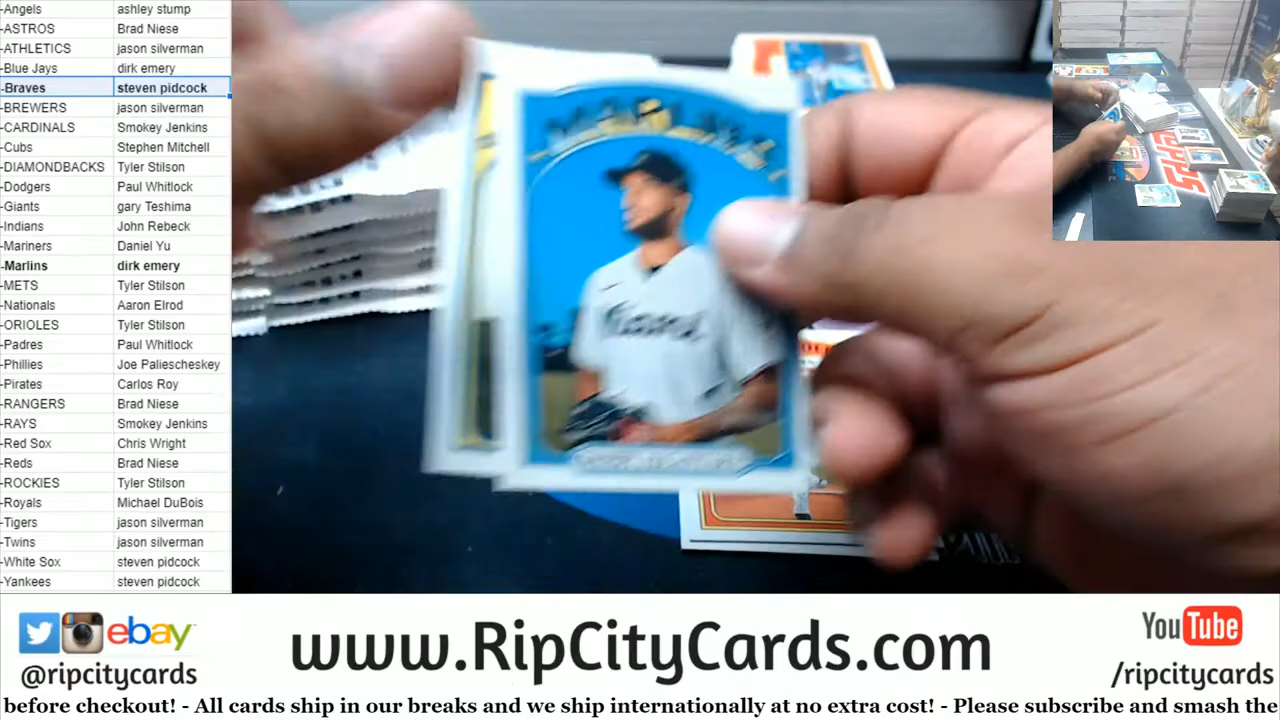 -Angels ashley stump
-ASTROS Brad Niese
-ATHLETICS jason silverman
-Blue Jays dirk emery
-Braves steven pidcock
-BREWERS jason silverman
-CARDINALS Smokey Jenkins
-Cubs Stephen Mitchell
-DIAMONDBACKS Tyler Stilson
-Dodgers Paul Whitlock
-Giants gary Teshima
-Indians John Rebeck
-Mariners Daniel Yu
-Marlins dirk emery
-METS Tyler Stilson
-Nationals Aaron Elrod
-ORIOLES Tyler Stilson
-Padres Paul Whitlock
-Phillies Joe Paliescheskey
-Pirates Carlos Roy
-RANGERS Brad Niese
-RAYS Smokey Jenkins
-Red Sox Chris Wright
-Reds Brad Niese
-ROCKIES Tyler Stilson
-Royals Michael DuBois
-Tigers jason silverman
-Twins jason silverman
-White Sox steven pidcock
-Yankees steven pidcock
TOPPS
ebay
@ripcitycards
www.RipCityCards.com
YouTube
/ripcitycards
before checkout! - All cards ship in our breaks and we ship internationally at no extra cost! - Please subscribe and smash the